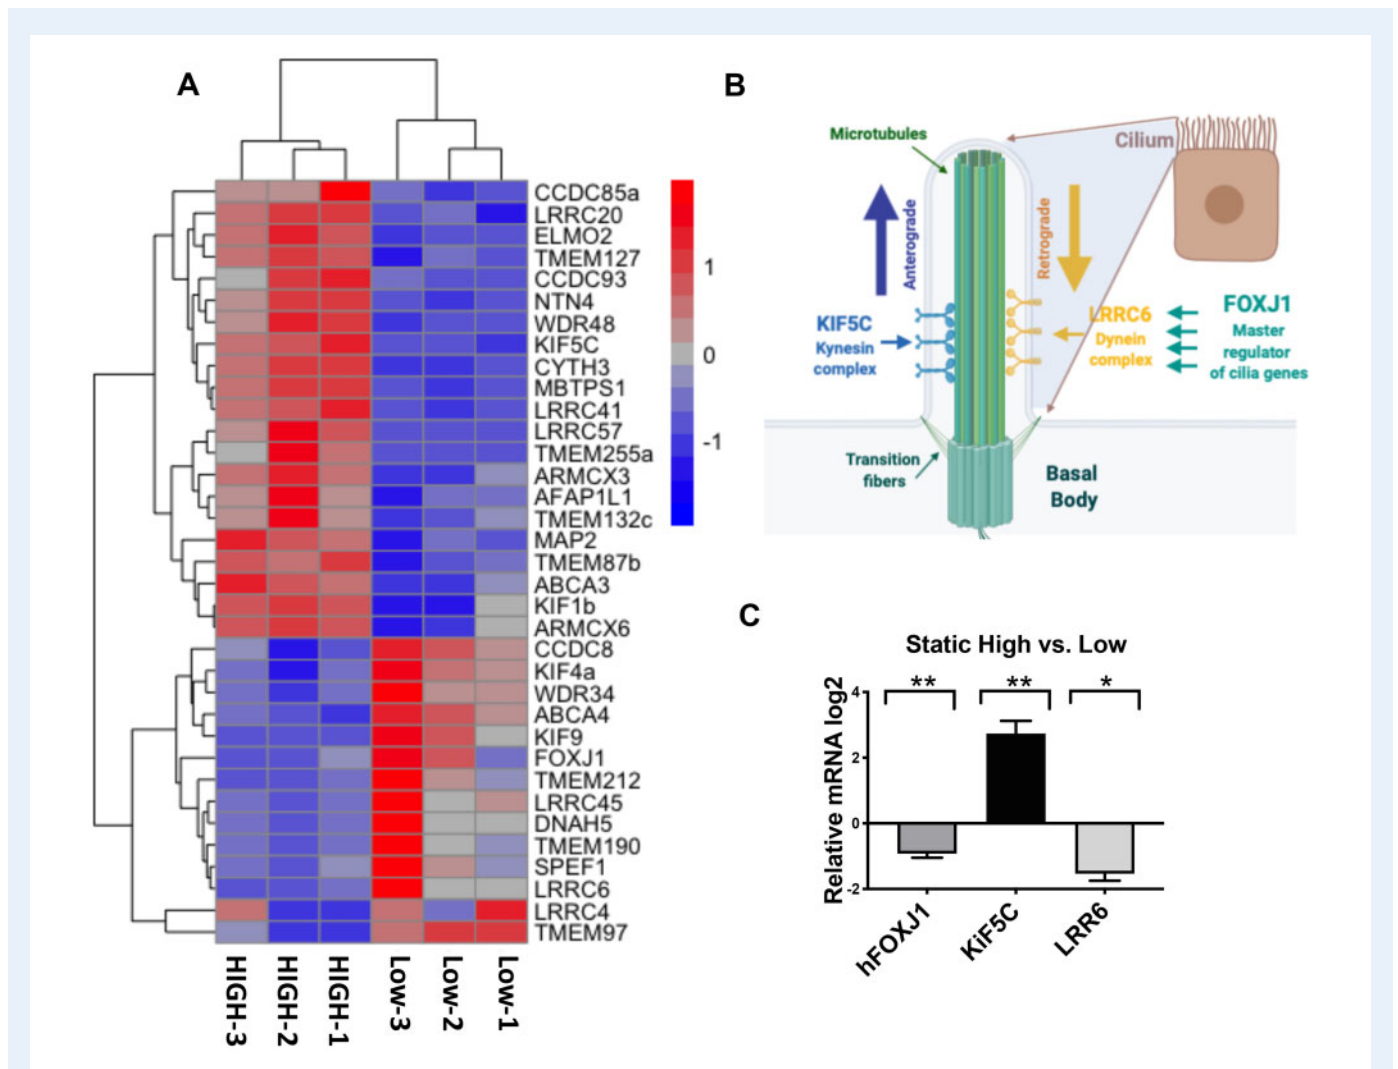 A
CCDC85a
LRRC20
ELMO2
TMEM127
CCDC93
NTN4
WDR48
KIF5C
CYTH3
MBTPS1
LRRC41
LRRC57
TMEM255a
ARMCX3
AFAP1L1
TMEM132c
MAP2
TMEM87b
ABCA3
KIF1b
ARMCX6
CCDC8
KIF4a
WDR34
ABCA4
KIF9
FOXJ1
TMEM212
LRRC45
DNAH5
TMEM190
SPEF1
LRRC6
LRRC4
TMEM97
1
0
-1
HIGH-3
HIGH-2
HIGH-1
Low-3
Low-2
Low-1
B
Microtubules
Cilium
Anterograde
Retrograde
KIF5C
Kynesin
complex
LRRC6
Dynein
complex
FOXJ1
Master
regulator
of cilia genes
Transition
fibers
Basal
Body
C
Static High vs. Low
Relative mRNA log2
4
2
0
-2
**
**
*
hFOXJ1
KiF5C
LRR6